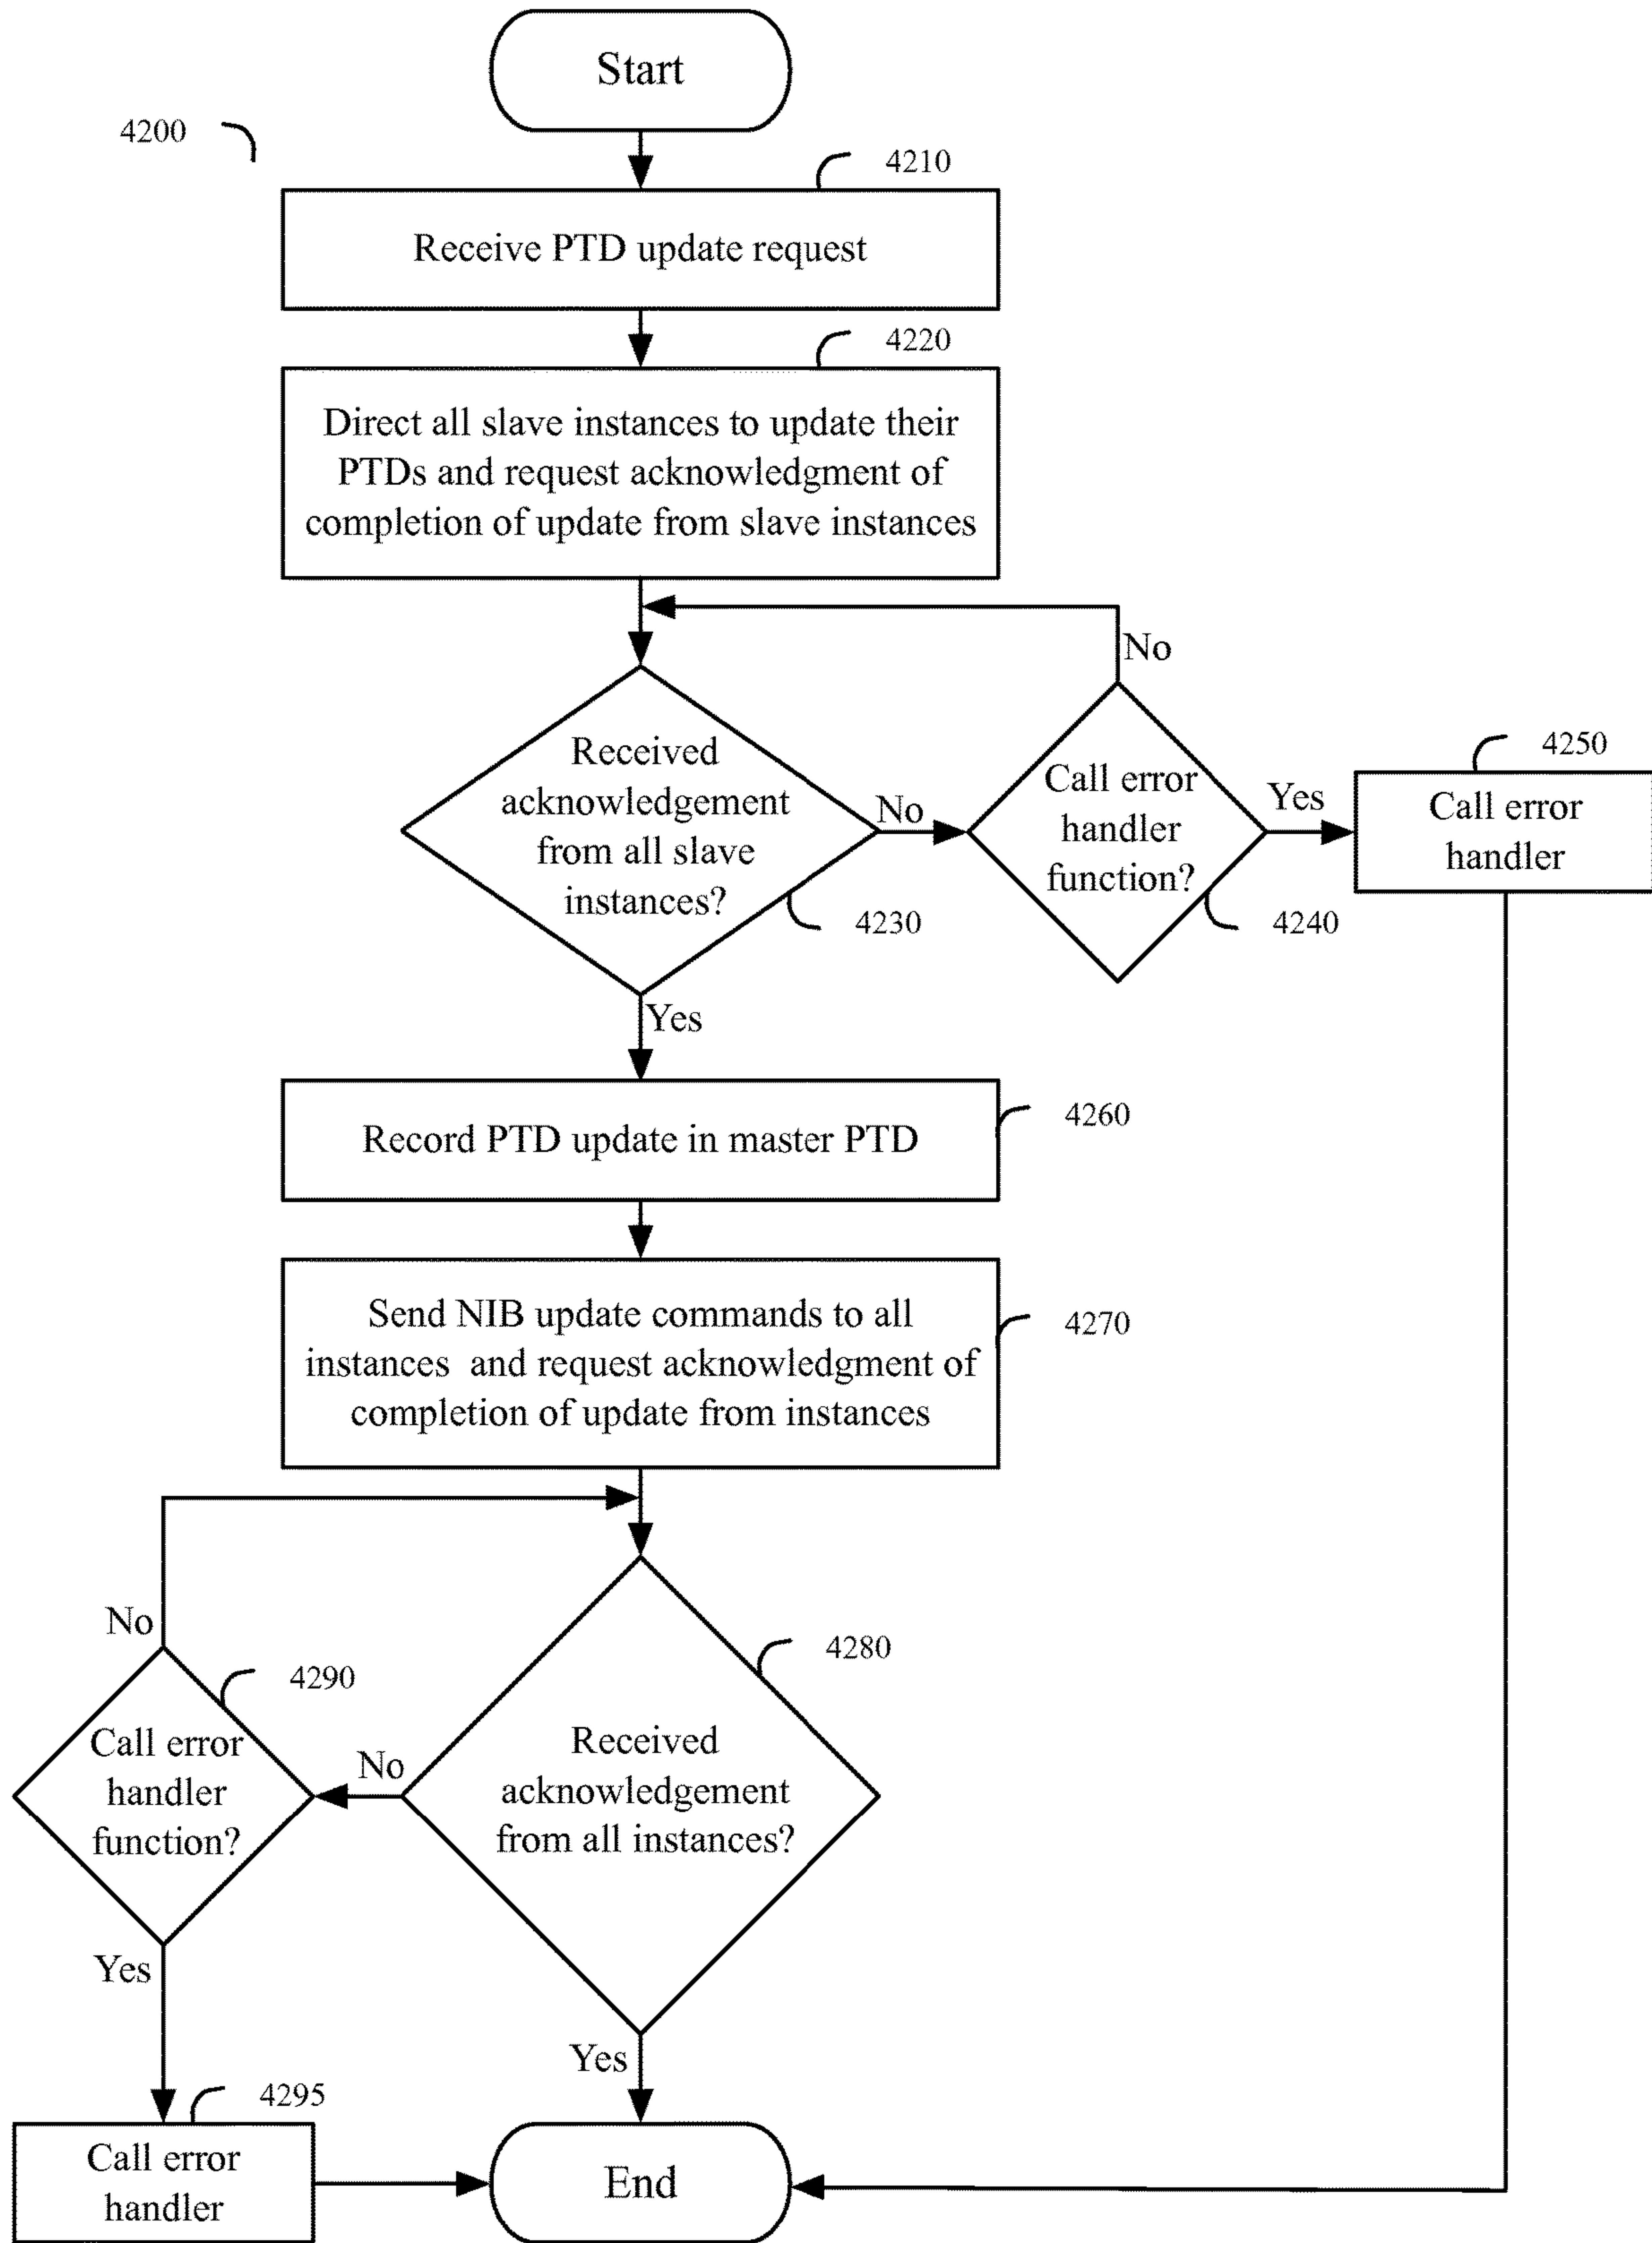 Start
4200
4210
Receive PTD update request
4220
Direct all slave instances to update their
PTDs and request acknowledgment of
completion of update from slave instances
No
Received
acknowledgement
from all slave
instances?
4230
No
Call error
handler
function?
4240
Yes
4250
Call error
handler
Yes
Record PTD update in master PTD
4260
Send NIB update commands to all
instances and request acknowledgment of
completion of update from instances
4270
No
4290
Call error
handler
function?
No
4280
Received
acknowledgement
from all instances?
Yes
Yes
4295
Call error
handler
End